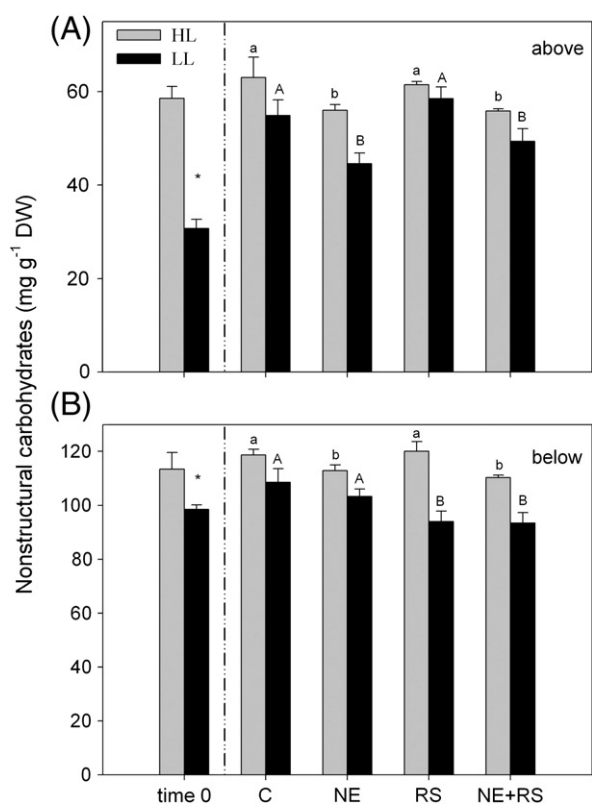 (A)
HL
LL
above
a
a
A
A
b
b
B
B
*
60
40
20
0
Nonstructural carbohydrates (mg g⁻¹ DW)
(B)
below
a
a
A
b
A
b
B
B
*
120
100
80
60
40
20
0
time 0 C NE RS NE+RS